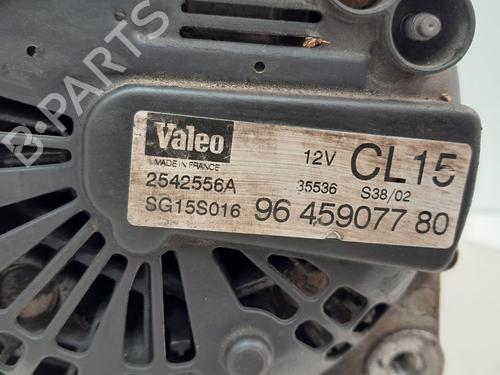 B-PARTS
Valeo
MADE IN FRANCE
12V CL15
2542556A 35536 S38/02
SG15S016 96 459077 80